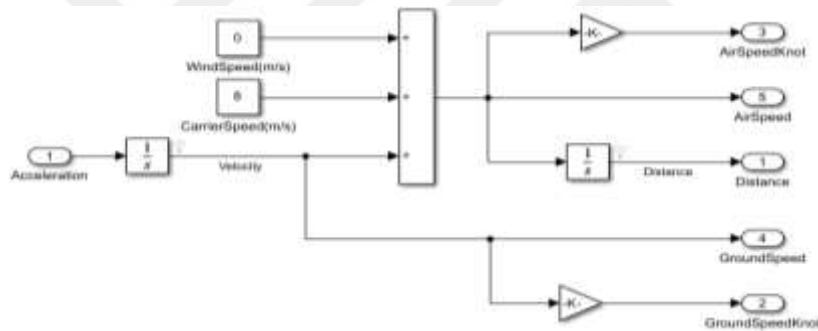 0
WindSpeed(m/s)
-K-
3
AirSpeedKnot
8
CarrierSpeed(m/s)
5
AirSpeed
1
Acceleration
1
s
Velocity
1
s
Distance
1
Distance
4
GroundSpeed
-K-
2
GroundSpeedKnot